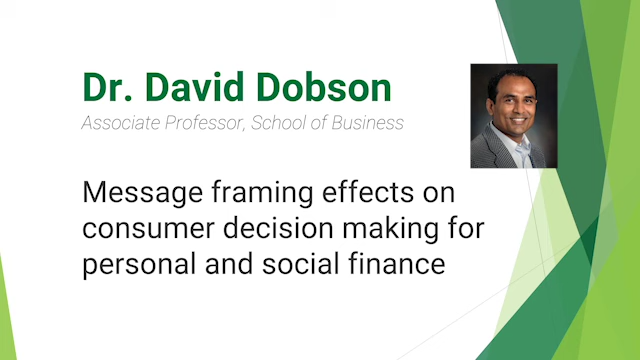 Dr. David Dobson
Associate Professor, School of Business
Message framing effects on
consumer decision making for
personal and social finance